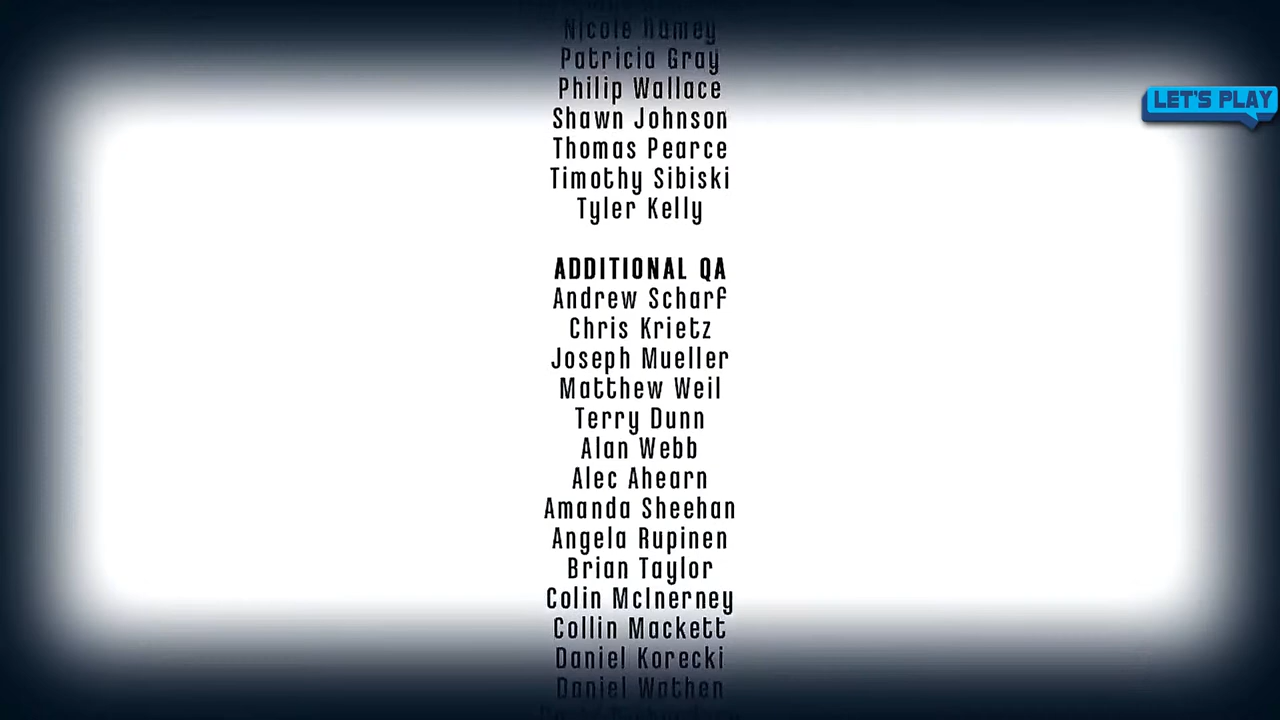 Nicole Ramey
Patricia Gray
Philip Wallace
Shawn Johnson
Thomas Pearce
Timothy Sibiski
Tyler Kelly
ADDITIONAL QA
Andrew Scharf
Chris Krietz
Joseph Mueller
Matthew Weil
Terry Dunn
Alan Webb
Alec Ahearn
Amanda Sheehan
Angela Rupinen
Brian Taylor
Colin McInerney
Collin Mackett
Daniel Korecki
Daniel Wathen
LET'S PLAY